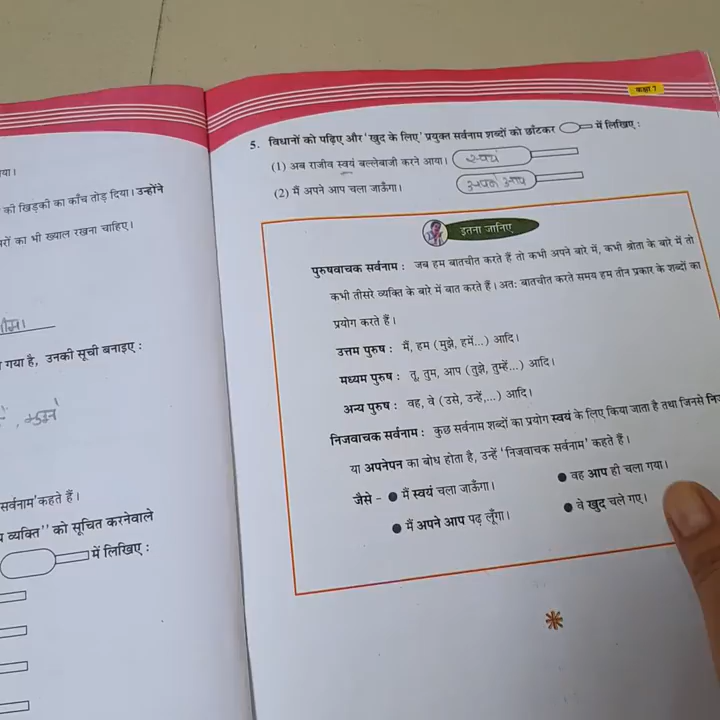 गया।
की खिड़की का काँच तोड़ दिया। उन्होंने
का भी ख्याल रखना चाहिए।
गया है, उनकी सूची बनाइए :
सर्वनाम' कहते हैं।
व्यक्ति'' को सूचित करनेवाले
में लिखिए :
कक्षा 7
5. विधानों को पढ़िए और 'खुद के लिए' प्रयुक्त सर्वनाम शब्दों को छाँटकर में लिखिए :
(1) अब राजीव स्वयं बल्लेबाजी करने आया। स्वयं
(2) मैं अपने आप चला जाऊँगा। अपने आप
इतना जानिए
पुरुषवाचक सर्वनाम : जब हम बातचीत करते हैं तो कभी अपने बारे में, कभी श्रोता के बारे में तो
कभी तीसरे व्यक्ति के बारे में बात करते हैं। अतः बातचीत करते समय हम तीन प्रकार के शब्दों का
प्रयोग करते हैं।
उत्तम पुरुष : मैं, हम (मुझे, हमें...) आदि।
मध्यम पुरुष : तू, तुम, आप (तुझे, तुम्हें...) आदि।
अन्य पुरुष : वह, वे (उसे, उन्हें,...) आदि।
निजवाचक सर्वनाम : कुछ सर्वनाम शब्दों का प्रयोग स्वयं के लिए किया जाता है तथा जिनसे
या अपनेपन का बोध होता है, उन्हें 'निजवाचक सर्वनाम' कहते हैं।
जैसे - ● मैं स्वयं चला जाऊँगा। ● वह आप ही चला गया।
● मैं अपने आप पढ़ लूँगा। ● वे खुद चले गए।